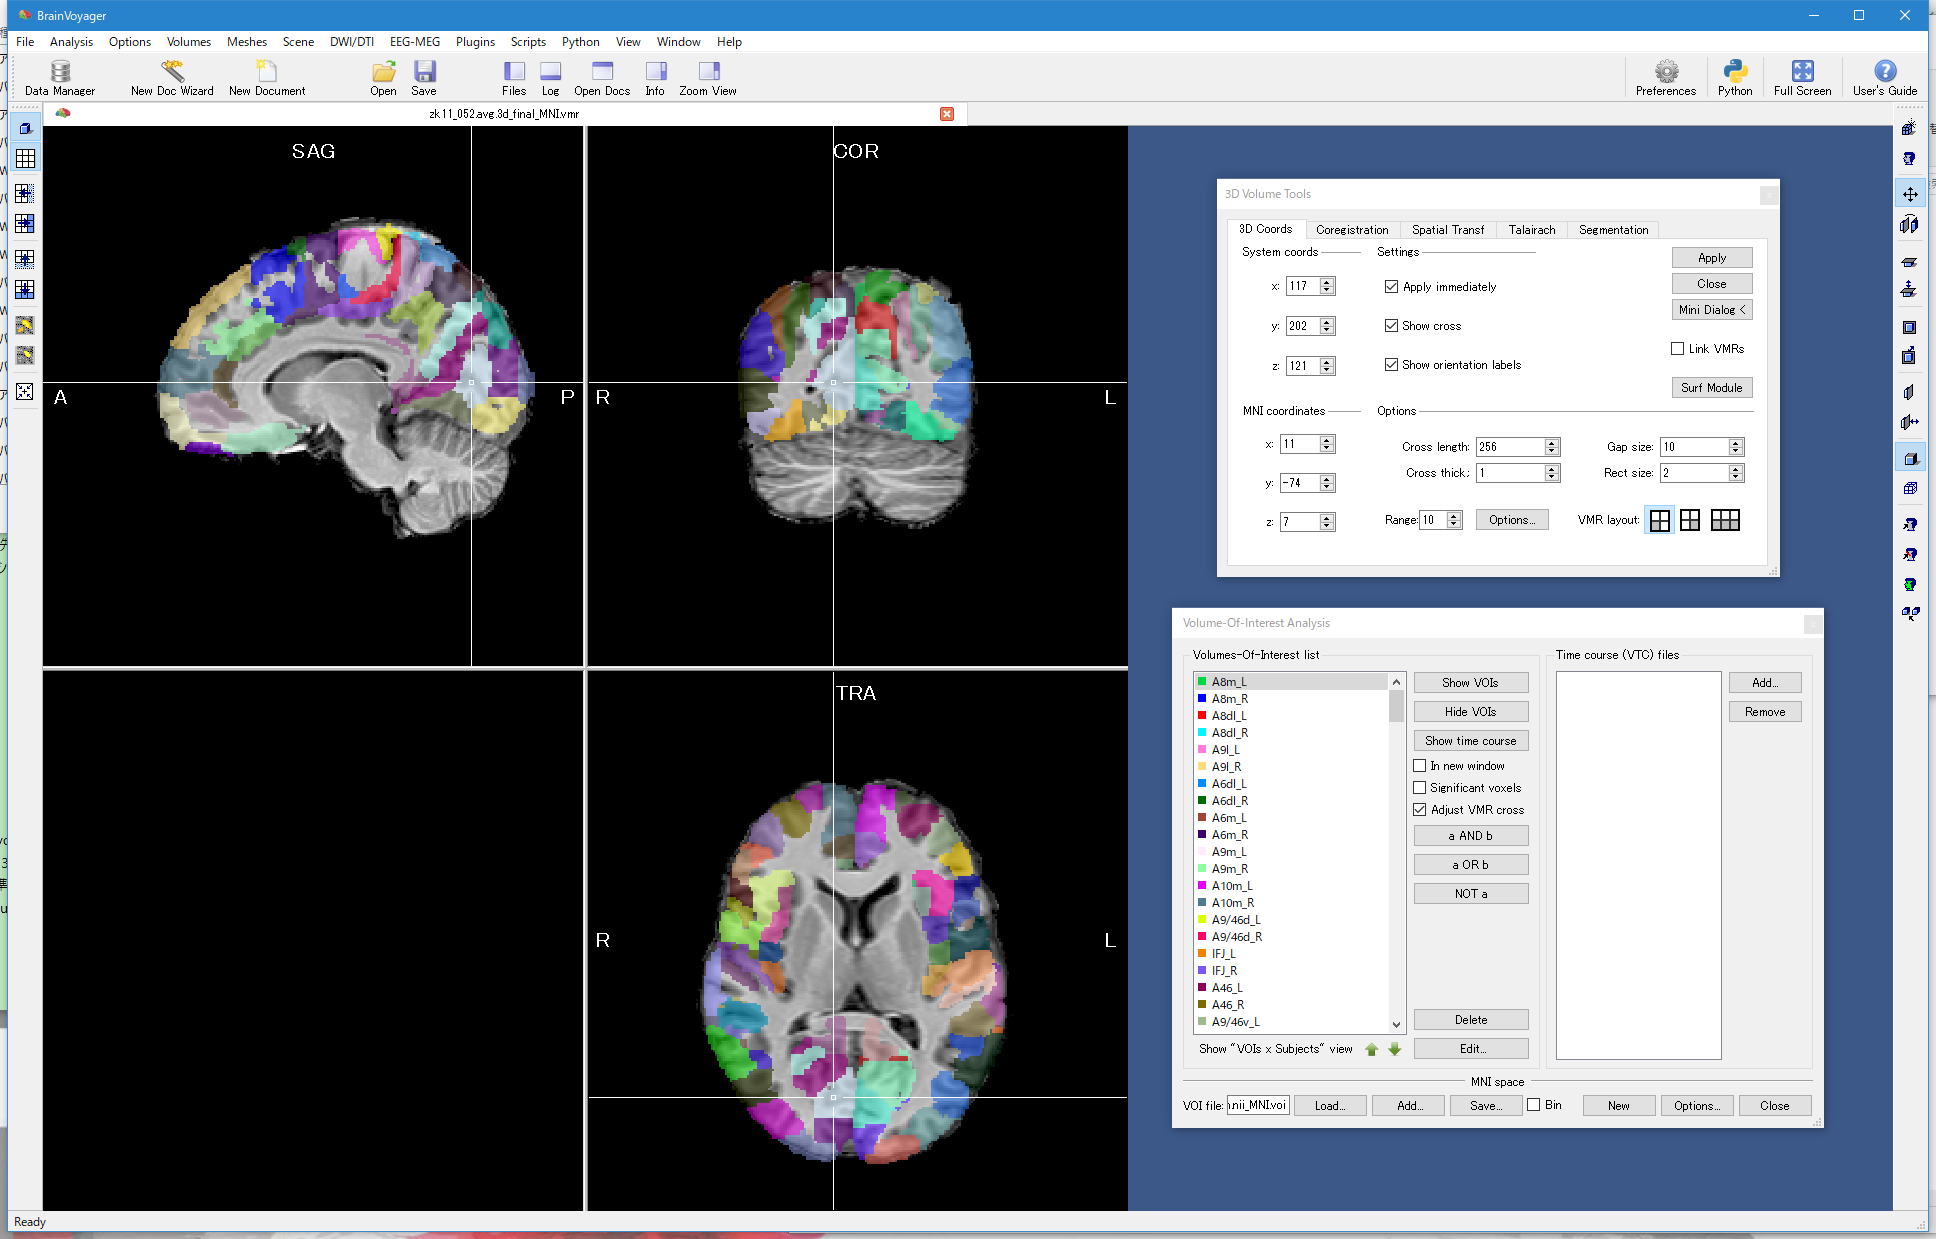 BrainVoyager
File Analysis Options Volumes Meshes Scene DWI/DTI EEG-MEG Plugins Scripts Python View Window Help
Data Manager New Doc Wizard New Document Open Save Files Log Open Docs Info Zoom View Preferences Python Full Screen User's Guide
zk11_052.avg.3d_final_MNI.vmr
SAG
COR
A
P
R
L
TRA
R
L
3D Volume Tools
3D Coords Coregistration Spatial Transf Talairach Segmentation
System coords
Settings
Apply
x: 117
Apply immediately
Close
Mini Dialog <
y: 202
Show cross
Link VMRs
z: 121
Show orientation labels
Surf Module
MNI coordinates
Options
x: 11
Cross length: 256
Gap size: 10
Cross thick.: 1
Rect size: 2
y: -74
z: 7
Range: 10
Options...
VMR layout:
Volume-Of-Interest Analysis
Volumes-Of-Interest list
Time course (VTC) files
A8m_L
A8m_R
A8dl_L
A8dl_R
A9l_L
A9l_R
A6dl_L
A6dl_R
A6m_L
A6m_R
A9m_L
A9m_R
A10m_L
A10m_R
A9/46d_L
A9/46d_R
IFJ_L
IFJ_R
A46_L
A46_R
A9/46v_L
Show VOIs
Hide VOIs
Show time course
In new window
Significant voxels
Adjust VMR cross
a AND b
a OR b
NOT a
Delete
Edit...
Add...
Remove
Show "VOIs x Subjects" view
MNI space
VOI file: .nii_MNI.voi Load... Add... Save... Bin New Options... Close
Ready